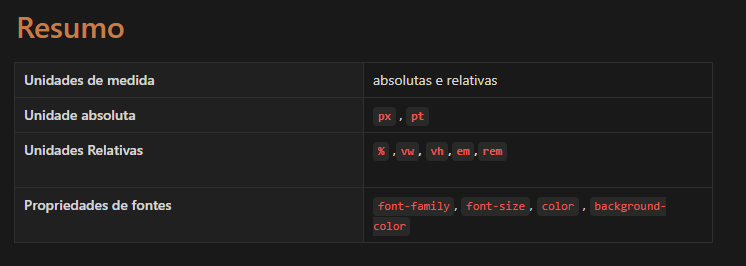 Resumo
Unidades de medida absolutas e relativas
Unidade absoluta px , pt
Unidades Relativas % ,vw, vh,em,rem
Propriedades de fontes font-family, font-size, color , background-
color